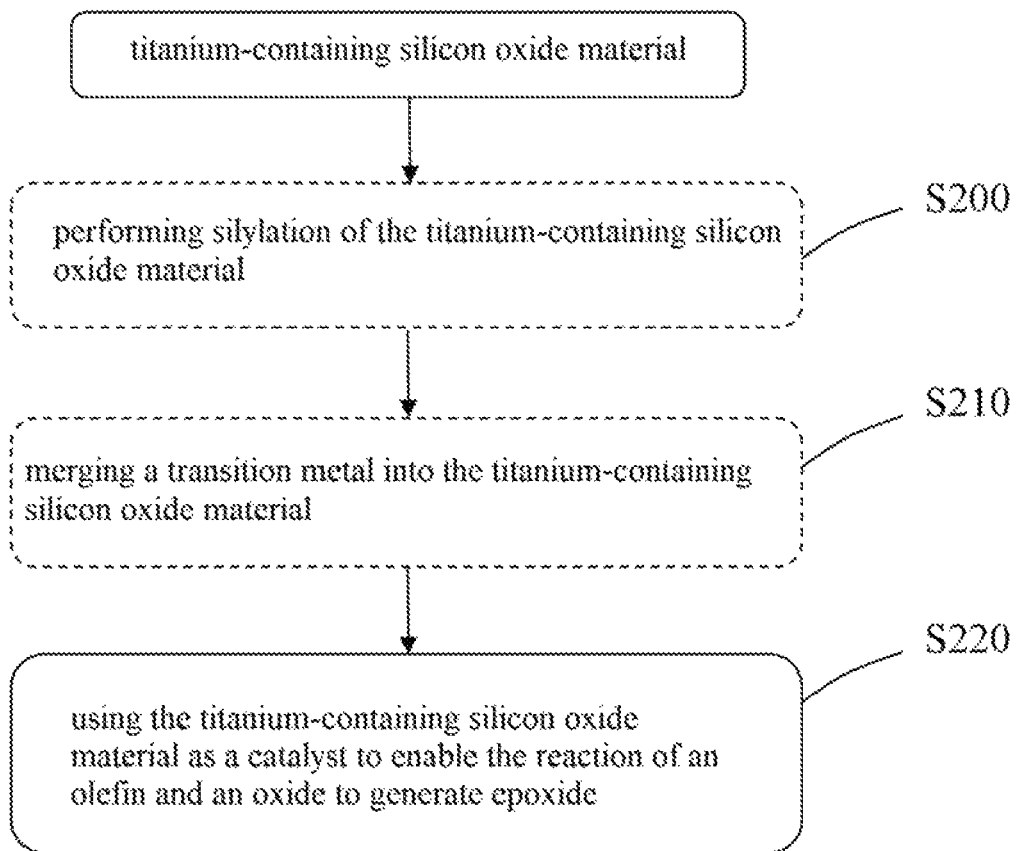 titanium-containing silicon oxide material
S200
performing silylation of the titanium-containing silicon
oxide material
S210
merging a transition metal into the titanium-containing
silicon oxide material
S220
using the titanium-containing silicon oxide
material as a catalyst to enable the reaction of an
olefin and an oxide to generate epoxide